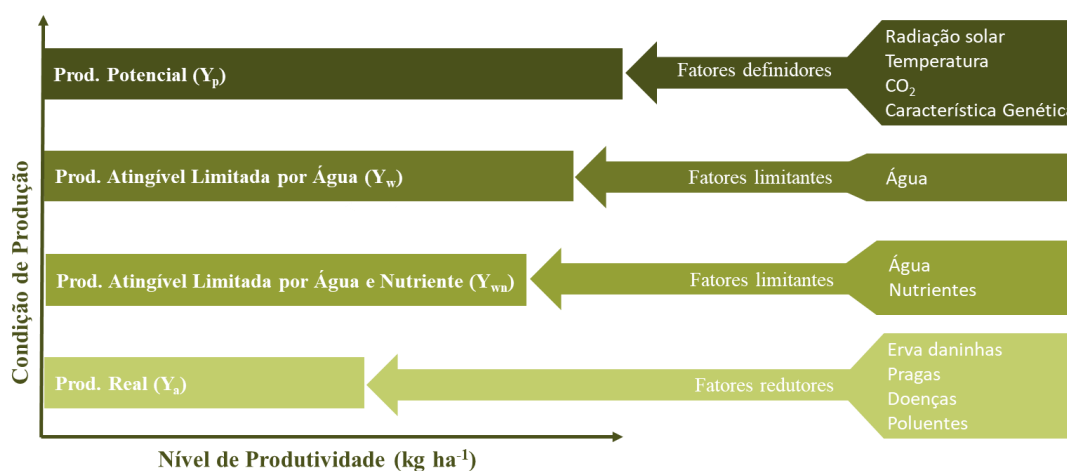 Condição de Produção
Prod. Potencial (Yp)
Fatores definidores
Radiação solar
Temperatura
CO2
Característica Genética
Prod. Atingível Limitada por Água (Yw)
Fatores limitantes
Água
Prod. Atingível Limitada por Água e Nutriente (Ywn)
Fatores limitantes
Água
Nutrientes
Prod. Real (Ya)
Fatores redutores
Erva daninhas
Pragas
Doenças
Poluentes
Nível de Produtividade (kg ha-1)